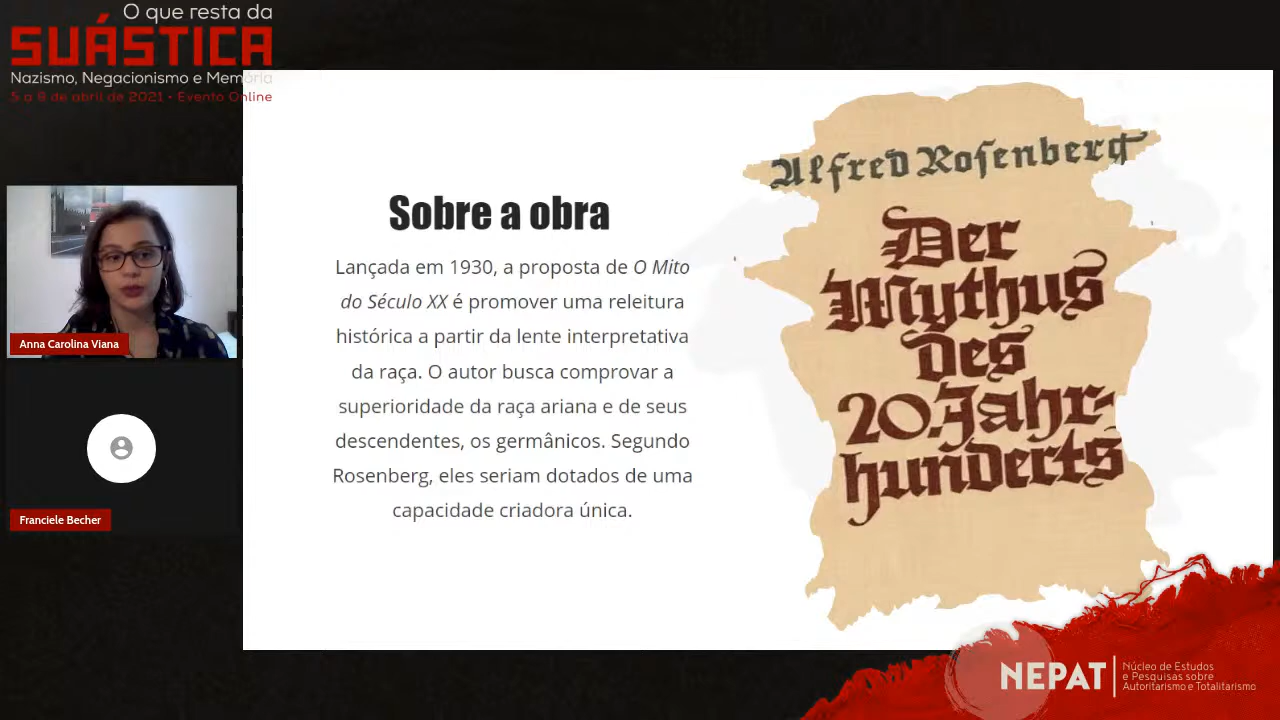 O que resta da
SUÁSTICA
Nazismo, Negacionismo e Memória
5 a 8 de abril de 2021 • Evento Online
Anna Carolina Viana
Franciele Becher
Sobre a obra
Lançada em 1930, a proposta de O Mito
do Século XX é promover uma releitura
histórica a partir da lente interpretativa
da raça. O autor busca comprovar a
superioridade da raça ariana e de seus
descendentes, os germânicos. Segundo
Rosenberg, eles seriam dotados de uma
capacidade criadora única.
Alfred Rosenberg
Der
Mythus
des
20. Jahr-
hunderts
NEPAT
Núcleo de Estudos
e Pesquisas sobre
Autoritarismo e Totalitarismo